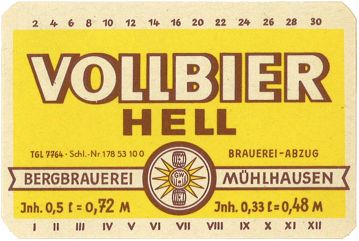 2 4 6 8 10 12 14 16 18 20 22 24 26 28 30
VOLLBIER
HELL
TGL 7764 · Schl.-Nr 178 53 10 0 BRAUEREI-ABZUG
BERGBRAUEREI MÜHLHAUSEN
Jnh. 0,5 ℓ = 0,72 M Jnh. 0,33 ℓ = 0,48 M
I II III IV V VI VII VIII IX X XI XII